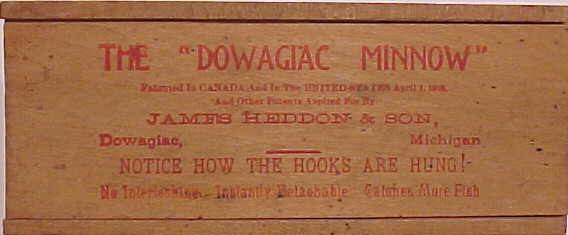 THE "DOWAGIAC MINNOW"
Patented In CANADA And In The UNITED-STATES April 1,
And Other Patents Applied For By
JAMES HEDDON & SON,
Dowagiac, Michigan
NOTICE HOW THE HOOKS ARE HUNG!
No Interlocking. Instantly Detachable Catches More Fish